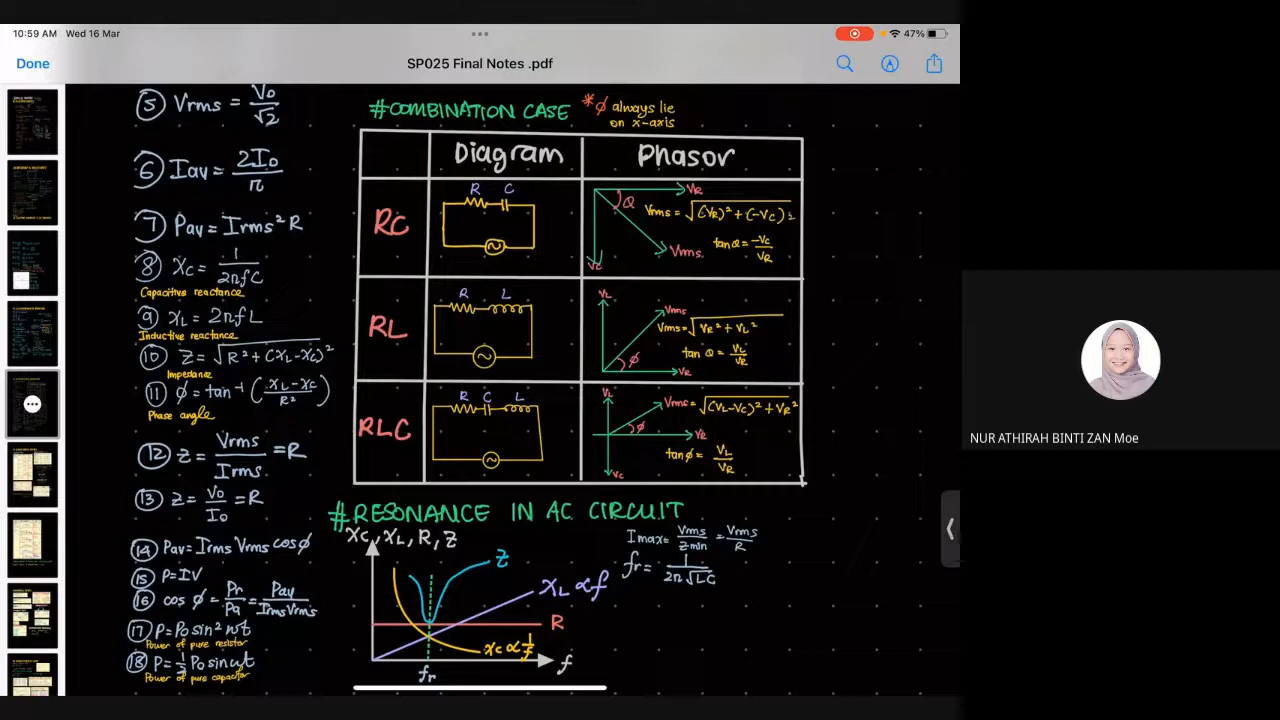 10:59 AM Wed 16 Mar
47%
Done
SP025 Final Notes .pdf
⑤ Vrms = V0/√2
⑥ Iav = 2I0/π
⑦ Pav = Irms² R
⑧ Xc = 1/2πfC
Capacitive reactance
⑨ XL = 2πfL
Inductive reactance
⑩ Z = √R² + (XL-Xc)²
Impedance
⑪ φ = tan-1 (XL-Xc/R²)
Phase angle
⑫ Z = Vrms/Irms = R
⑬ Z = V0/I0 = R
⑭ Pav = Irms Vrms cos φ
⑮ P = IV
⑯ cos φ = Pr/Pa = Pav/Irms Vrms
⑰ P = P0 sin² wt
Power of pure resistor
⑱ P = ½ P0 sin wt
Power of pure capacitor
#COMBINATION CASE
*φ always lie
on x-axis
Diagram Phasor
RC
R C
VR
θ
Vrms = √(VR)² + (-VC)²
Vrms
tan θ = -Vc/VR
VC
RL
R L
VL
Vrms
Vrms = √VR² + VL²
tan θ = VL/VR
φ
VR
RLC
R C L
VL
Vrms = √(VL-VC)² + VR²
φ
VR
tan φ = VL/VR
VC
#RESONANCE IN AC CIRCUIT
Xc, XL, R, Z
Imax = Vrms/Zmin = Vrms/R
fr = 1/2π√LC
Z
XL ∝ f
R
Xc ∝ 1/f
f
fr
NUR ATHIRAH BINTI ZAN Moe